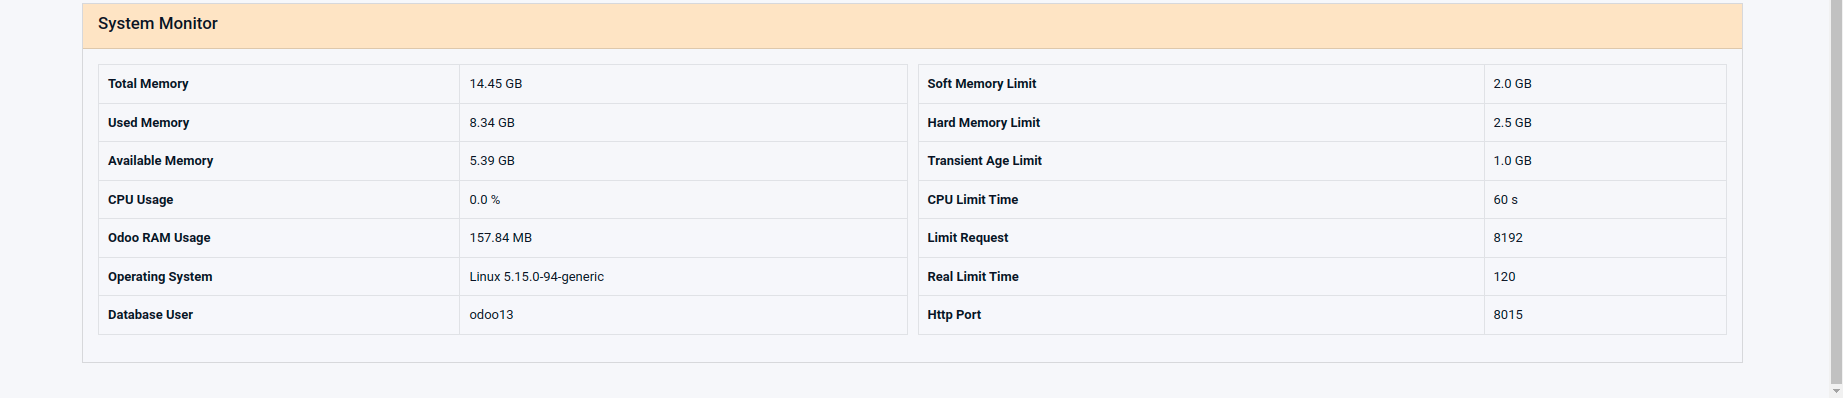 System Monitor
Total Memory 14.45 GB
Used Memory 8.34 GB
Available Memory 5.39 GB
CPU Usage 0.0 %
Odoo RAM Usage 157.84 MB
Operating System Linux 5.15.0-94-generic
Database User odoo13
Soft Memory Limit 2.0 GB
Hard Memory Limit 2.5 GB
Transient Age Limit 1.0 GB
CPU Limit Time 60 s
Limit Request 8192
Real Limit Time 120
Http Port 8015